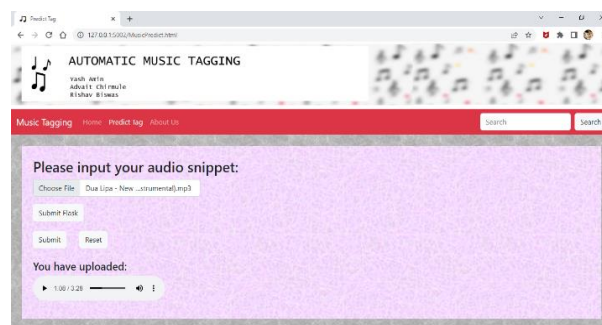 Predict Tag
127.0.0.1:5002/MusicPredict.html
AUTOMATIC MUSIC TAGGING
Yash Amin
Advait Chirmule
Rishav Biswas
Music Tagging Home Predict tag About Us Search Search
Please input your audio snippet:
Choose File Dua Lipa - New ...strumental).mp3
Submit Flask
Submit Reset
You have uploaded:
1:00 / 3:28